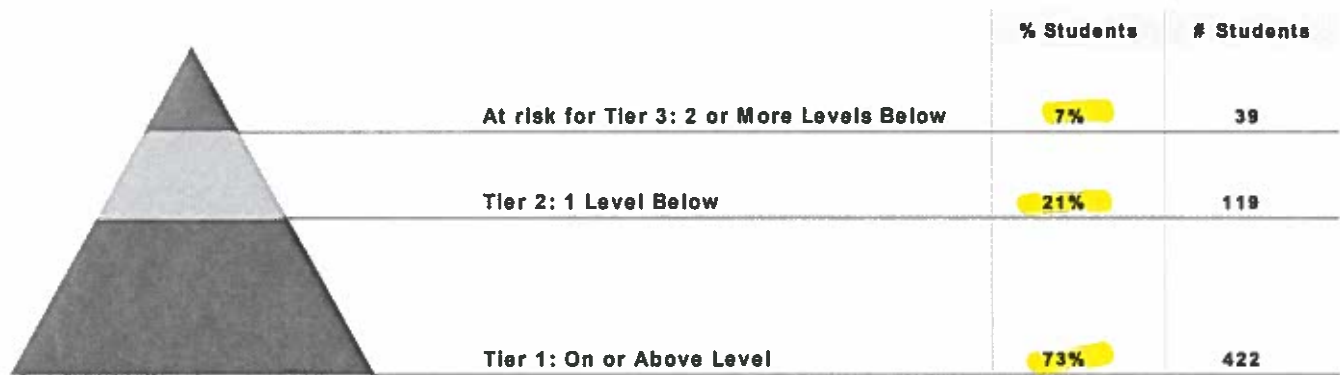 % Students # Students
At risk for Tier 3: 2 or More Levels Below 7% 39
Tier 2: 1 Level Below 21% 119
Tier 1: On or Above Level 73% 422